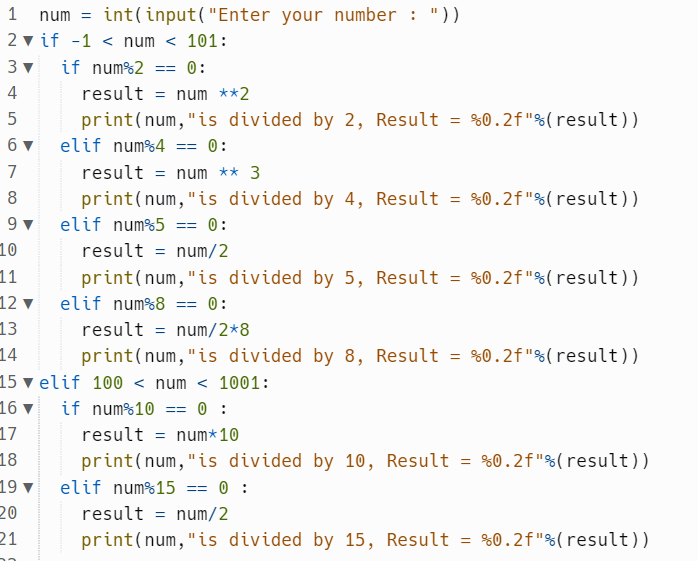 1 num = int(input("Enter your number : "))
2 ▼ if -1 < num < 101:
3 ▼ if num%2 == 0:
4 result = num **2
5 print(num,"is divided by 2, Result = %0.2f"%(result))
6 ▼ elif num%4 == 0:
7 result = num ** 3
8 print(num,"is divided by 4, Result = %0.2f"%(result))
9 ▼ elif num%5 == 0:
10 result = num/2
11 print(num,"is divided by 5, Result = %0.2f"%(result))
12 ▼ elif num%8 == 0:
13 result = num/2*8
14 print(num,"is divided by 8, Result = %0.2f"%(result))
15 ▼ elif 100 < num < 1001:
16 ▼ if num%10 == 0 :
17 result = num*10
18 print(num,"is divided by 10, Result = %0.2f"%(result))
19 ▼ elif num%15 == 0 :
20 result = num/2
21 print(num,"is divided by 15, Result = %0.2f"%(result))